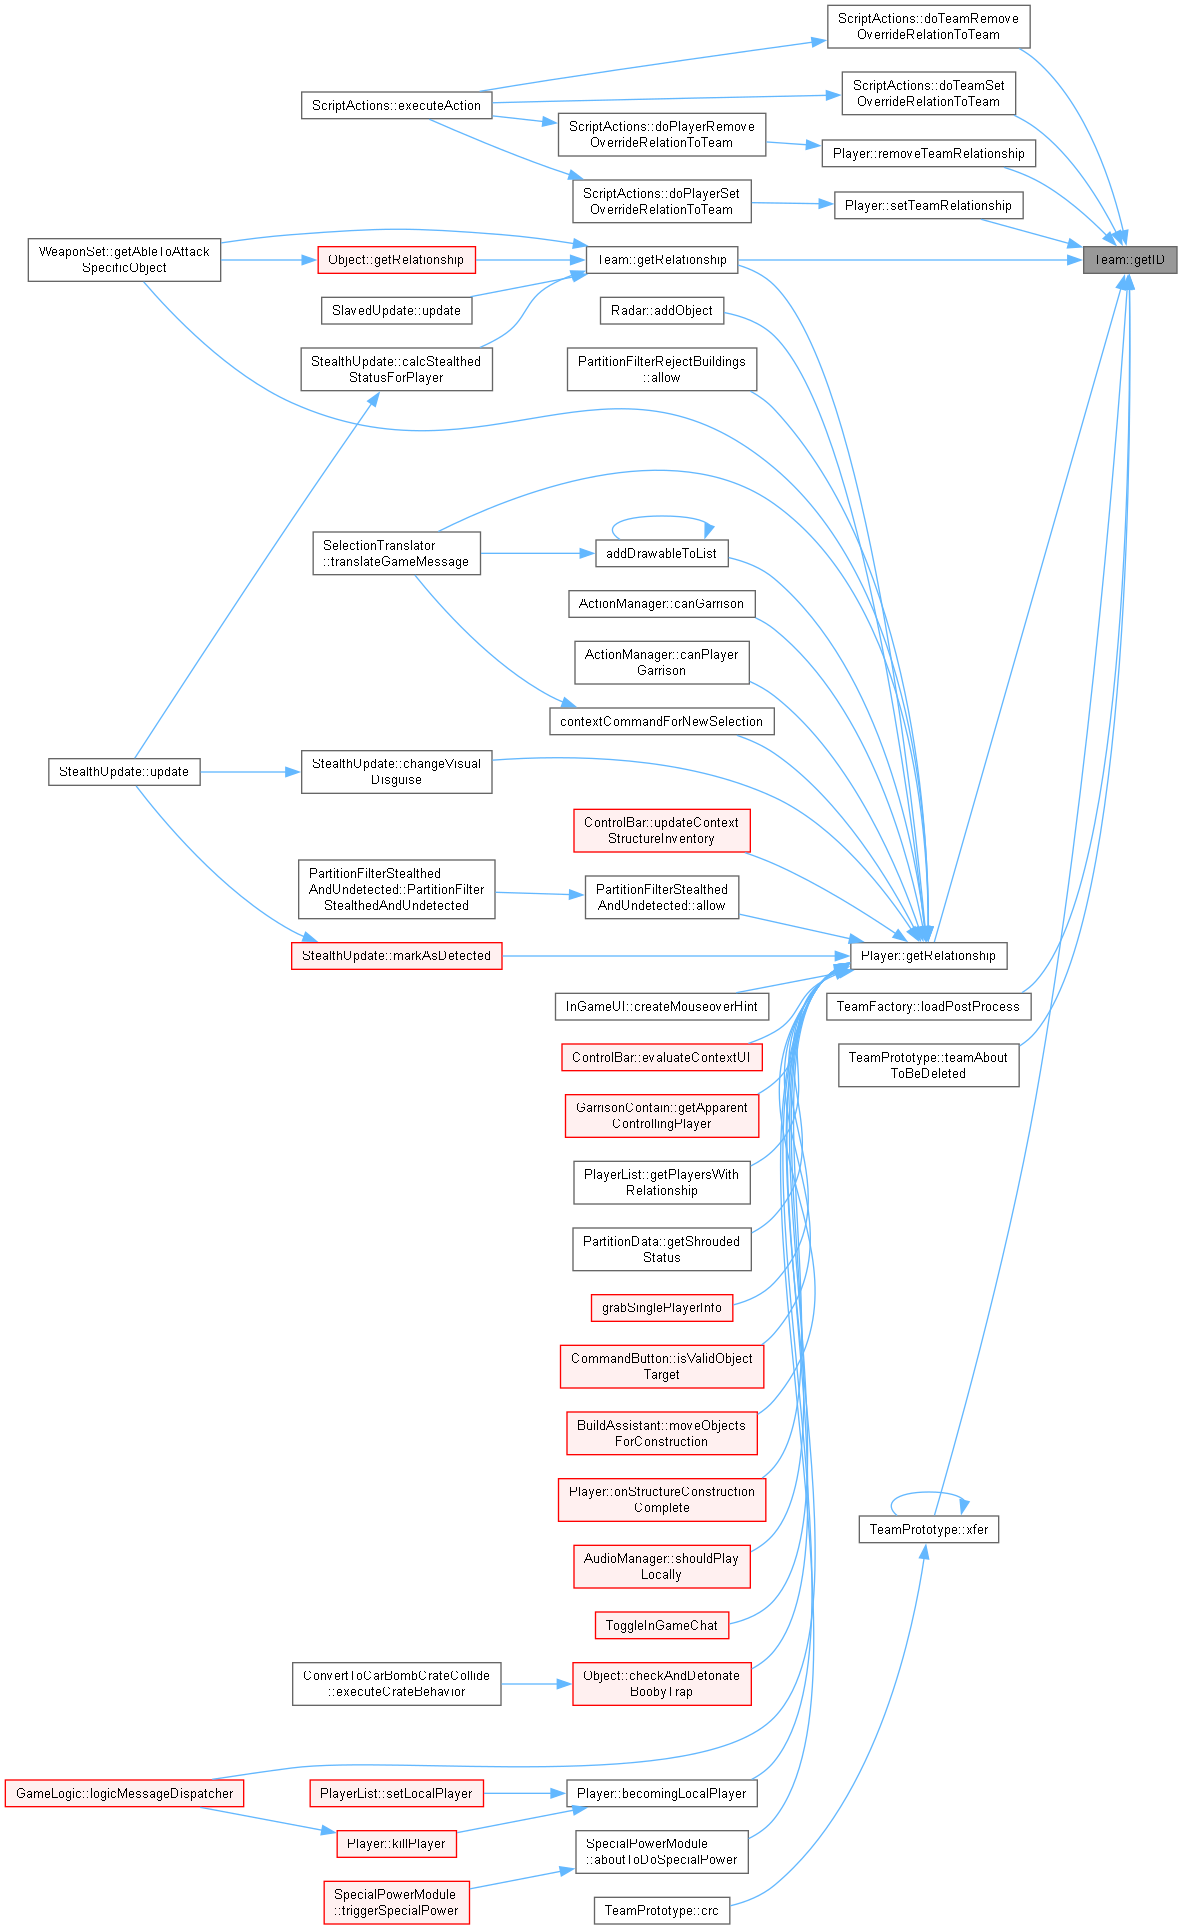 ScriptActions::doTeamRemove
OverrideRelationToTeam
ScriptActions::doTeamSet
OverrideRelationToTeam
ScriptActions::executeAction
ScriptActions::doPlayerRemove
OverrideRelationToTeam
Player::removeTeamRelationship
ScriptActions::doPlayerSet
OverrideRelationToTeam
Player::setTeamRelationship
WeaponSet::getAbleToAttack
SpecificObject
Object::getRelationship
Team::getRelationship
Team::getID
SlavedUpdate::update
Radar::addObject
StealthUpdate::calcStealthed
StatusForPlayer
PartitionFilterRejectBuildings
::allow
SelectionTranslator
::translateGameMessage
addDrawableToList
ActionManager::canGarrison
ActionManager::canPlayer
Garrison
contextCommandForNewSelection
StealthUpdate::update
StealthUpdate::changeVisual
Disguise
ControlBar::updateContext
StructureInventory
PartitionFilterStealthed
AndUndetected::PartitionFilter
StealthedAndUndetected
PartitionFilterStealthed
AndUndetected::allow
StealthUpdate::markAsDetected
Player::getRelationship
InGameUI::createMouseoverHint
TeamFactory::loadPostProcess
ControlBar::evaluateContextUI
TeamPrototype::teamAbout
ToBeDeleted
GarrisonContain::getApparent
ControllingPlayer
PlayerList::getPlayersWith
Relationship
PartitionData::getShrouded
Status
grabSinglePlayerInfo
CommandButton::isValidObject
Target
BuildAssistant::moveObjects
ForConstruction
Player::onStructureConstruction
Complete
TeamPrototype::xfer
AudioManager::shouldPlay
Locally
ToggleInGameChat
ConvertToCarBombCrateCollide
::executeCrateBehavior
Object::checkAndDetonate
BoobyTrap
GameLogic::logicMessageDispatcher
PlayerList::setLocalPlayer
Player::becomingLocalPlayer
Player::killPlayer
SpecialPowerModule
::aboutToDoSpecialPower
SpecialPowerModule
::triggerSpecialPower
TeamPrototype::crc